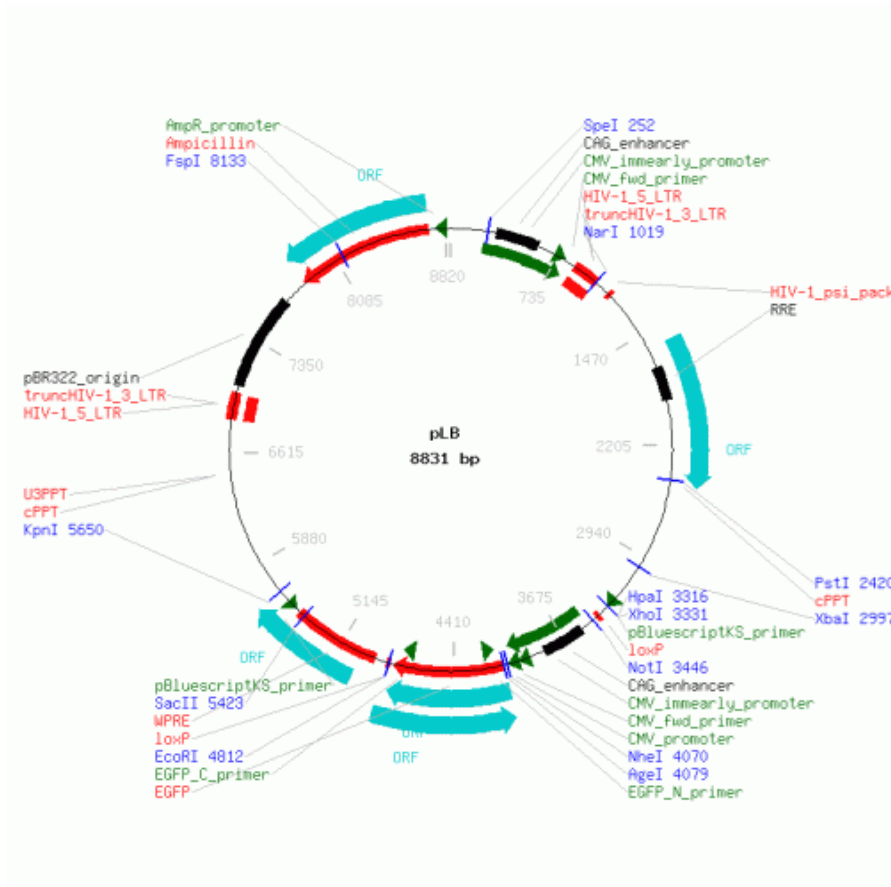 AmpR_promoter
Ampicillin
FspI 8133
ORF
SpeI 252
CAG_enhancer
CMV_immearly_promoter
CMV_fwd_primer
HIV-1_5_LTR
truncHIV-1_3_LTR
NarI 1019
8820
735
8085
HIV-1_psi_pack
RRE
1470
7350
pBR322_origin
truncHIV-1_3_LTR
HIV-1_5_LTR
pLB
8831 bp
2205
ORF
6615
U3PPT
cPPT
KpnI 5650
5880
2940
PstI 2420
cPPT
XbaI 2997
5145
4410
3675
HpaI 3316
XhoI 3331
pBluescriptKS_primer
loxP
NotI 3446
CAG_enhancer
CMV_immearly_promoter
CMV_fwd_primer
CMV_promoter
NheI 4070
AgeI 4079
EGFP_N_primer
ORF
pBluescriptKS_primer
SacII 5423
WPRE
loxP
EcoRI 4812
EGFP_C_primer
EGFP
ORF
ORF